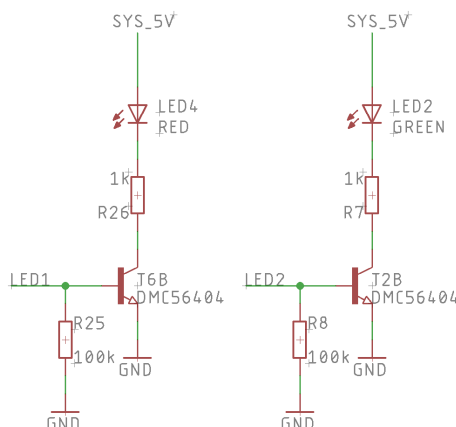 SYS_5V
LED4
RED
1k
R26
LED1
T6B
DMC56404
R25
100k
GND
GND
SYS_5V
LED2
GREEN
1k
R7
LED2
T2B
DMC56404
R8
100k
GND
GND